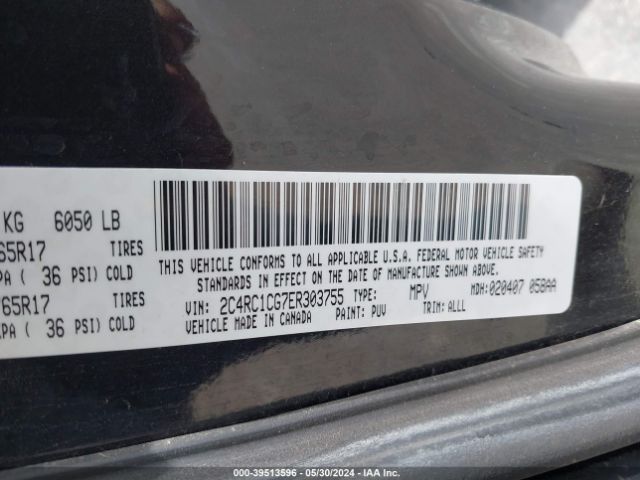 KG 6050 LB
65R17 TIRES
PA ( 36 PSI) COLD
65R17 TIRES
KPA ( 36 PSI) COLD
THIS VEHICLE CONFORMS TO ALL APPLICABLE U.S.A. FEDERAL MOTOR VEHICLE SAFETY
STANDARDS IN EFFECT ON THE DATE OF MANUFACTURE SHOWN ABOVE.
VIN: 2C4RC1CG7ER303755 TYPE: MPV MDH:020407 05BAA
VEHICLE MADE IN CANADA PAINT: PUV TRIM: ALLL
000-39513596 - 05/30/2024 - IAA Inc.